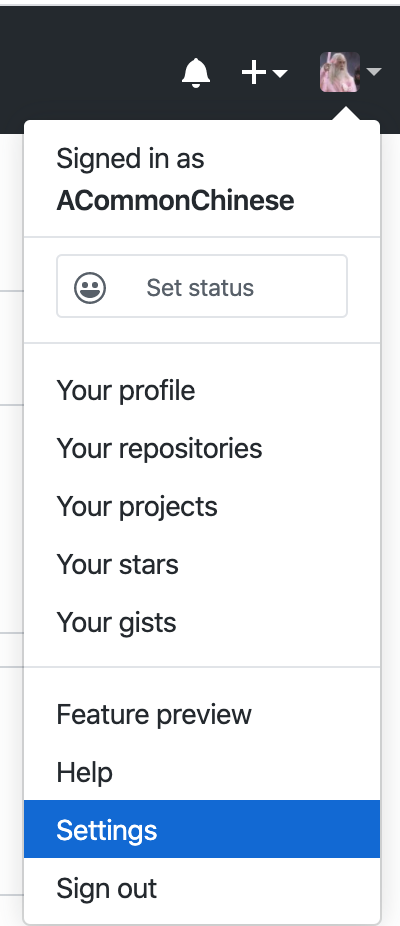 Signed in as
ACommonChinese
Set status
Your profile
Your repositories
Your projects
Your stars
Your gists
Feature preview
Help
Settings
Sign out